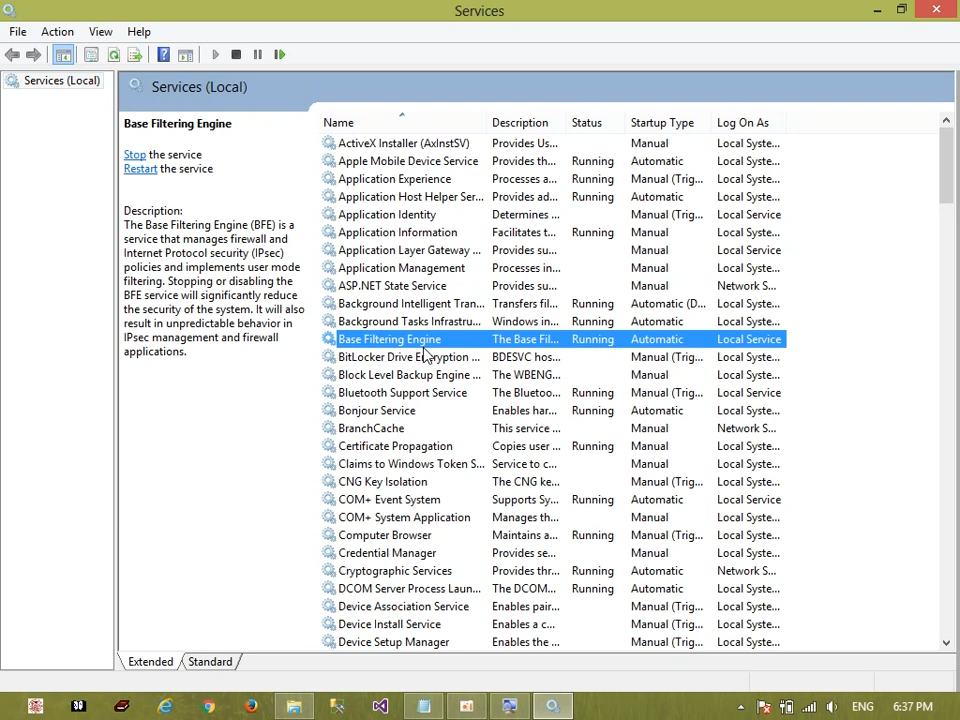 Services
File Action View Help
Services (Local)
Services (Local)
Base Filtering Engine
Stop the service
Restart the service
Description:
The Base Filtering Engine (BFE) is a
service that manages firewall and
Internet Protocol security (IPsec)
policies and implements user mode
filtering. Stopping or disabling the
BFE service will significantly reduce
the security of the system. It will also
result in unpredictable behavior in
IPsec management and firewall
applications.
Name Description Status Startup Type Log On As
ActiveX Installer (AxInstSV) Provides Us... Manual Local Syste...
Apple Mobile Device Service Provides th... Running Automatic Local Syste...
Application Experience Processes a... Running Manual (Trig... Local Syste...
Application Host Helper Ser... Provides ad... Running Automatic Local Syste...
Application Identity Determines ... Manual (Trig... Local Service
Application Information Facilitates t... Running Manual Local Syste...
Application Layer Gateway ... Provides su... Manual Local Service
Application Management Processes in... Manual Local Syste...
ASP.NET State Service Provides su... Manual Network S...
Background Intelligent Tran... Transfers fil... Running Automatic (D... Local Syste...
Background Tasks Infrastru... Windows in... Running Automatic Local Syste...
Base Filtering Engine The Base Fil... Running Automatic Local Service
BitLocker Drive Encryption ... BDESVC hos... Manual (Trig... Local Syste...
Block Level Backup Engine ... The WBENG... Manual Local Syste...
Bluetooth Support Service The Bluetoo... Running Manual (Trig... Local Service
Bonjour Service Enables har... Running Automatic Local Syste...
BranchCache This service ... Manual Network S...
Certificate Propagation Copies user ... Running Manual Local Syste...
Claims to Windows Token S... Service to c... Manual Local Syste...
CNG Key Isolation The CNG ke... Manual (Trig... Local Syste...
COM+ Event System Supports Sy... Running Automatic Local Service
COM+ System Application Manages th... Manual Local Syste...
Computer Browser Maintains a... Running Manual (Trig... Local Syste...
Credential Manager Provides se... Manual Local Syste...
Cryptographic Services Provides thr... Running Automatic Network S...
DCOM Server Process Laun... The DCOM... Running Automatic Local Syste...
Device Association Service Enables pair... Manual (Trig... Local Syste...
Device Install Service Enables a c... Manual (Trig... Local Syste...
Device Setup Manager Enables the ... Manual (Trig... Local Syste...
Extended Standard
ENG 6:37 PM